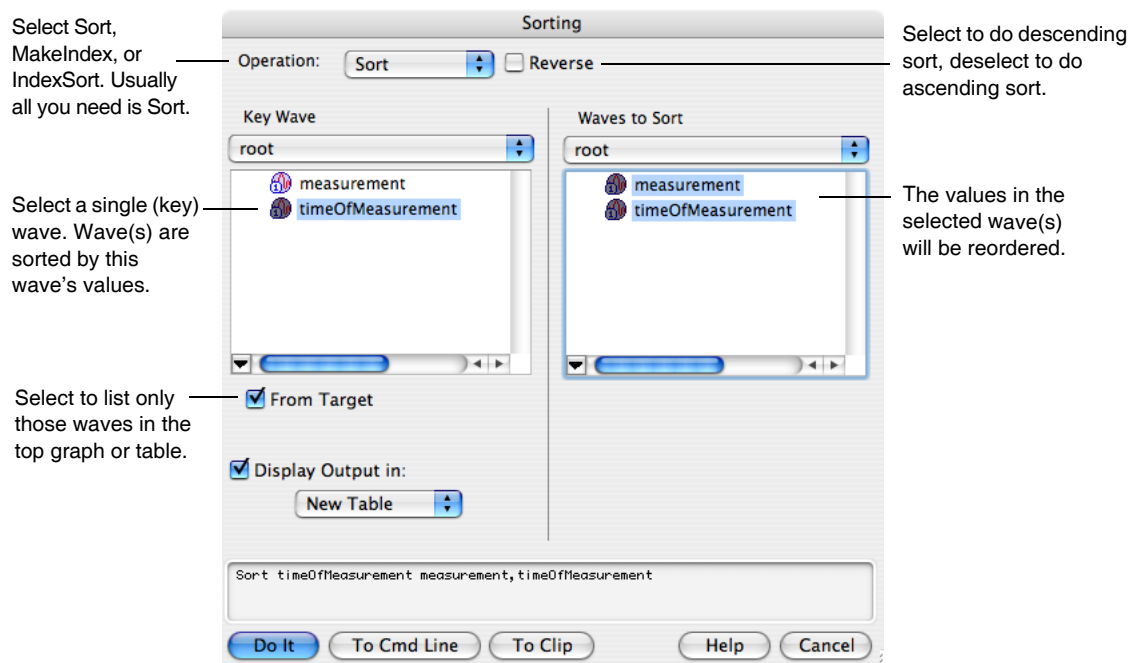 Sorting
Select Sort,
MakeIndex, or
IndexSort. Usually
all you need is Sort.
Operation:
Sort
Reverse
Select to do descending
sort, deselect to do
ascending sort.
Key Wave
root
measurement
timeOfMeasurement
Select a single (key)
wave. Wave(s) are
sorted by this
wave's values.
Waves to Sort
root
measurement
timeOfMeasurement
The values in the
selected wave(s)
will be reordered.
Select to list only
those waves in the
top graph or table.
From Target
Display Output in:
New Table
Sort timeOfMeasurement measurement,timeOfMeasurement
Do It
To Cmd Line
To Clip
Help
Cancel